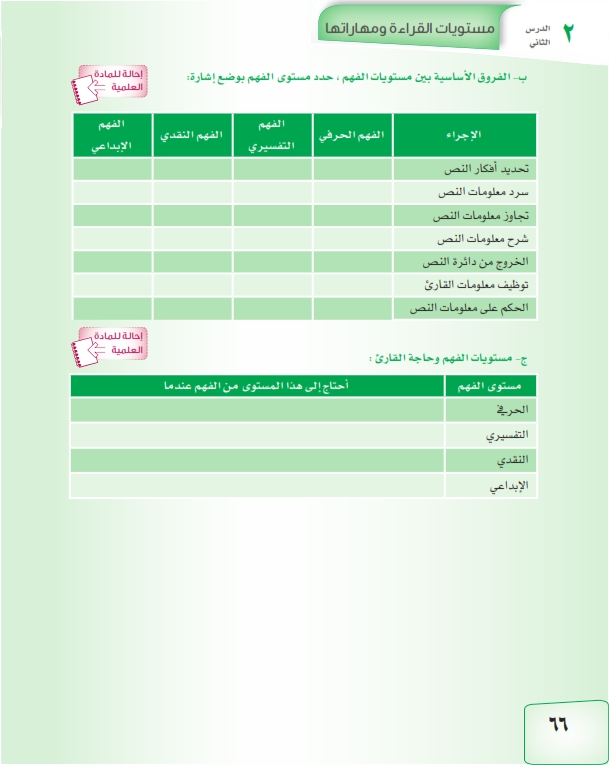 مستويات القراءة ومهاراتها
الدرس
الثاني
٢
إحالة للمادة
العلمية
ب- الفروق الأساسية بين مستويات الفهم ، حدد مستوى الفهم بوضع إشارة:
الإجراء الفهم الحرفي الفهم التفسيري الفهم النقدي الفهم الإبداعي
تحديد أفكار النص
سرد معلومات النص
تجاوز معلومات النص
شرح معلومات النص
الخروج من دائرة النص
توظيف معلومات القارئ
الحكم على معلومات النص
إحالة للمادة
العلمية
ج- مستويات الفهم وحاجة القارئ :
مستوى الفهم أحتاج إلى هذا المستوى من الفهم عندما
الحرفي
التفسيري
النقدي
الإبداعي
٦٦